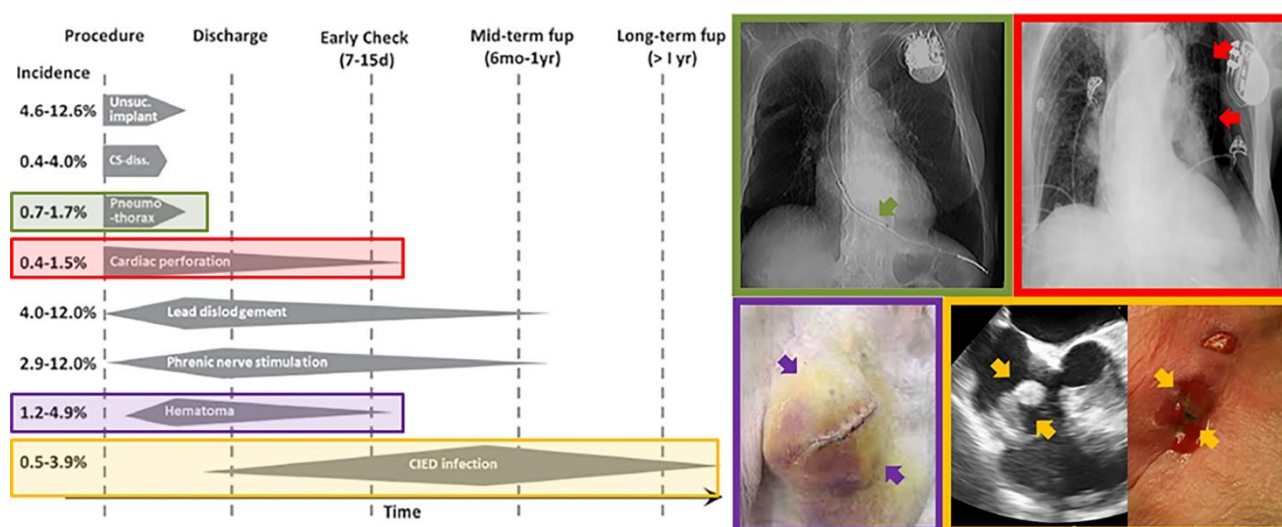 Procedure
Discharge
Early Check
(7-15d)
Mid-term fup
(6mo-1yr)
Long-term fup
(> I yr)
Incidence
4.6-12.6%
Unsuc.
implant
0.4-4.0%
CS-diss.
0.7-1.7%
Pneumo
-thorax
0.4-1.5%
Cardiac perforation
4.0-12.0%
Lead dislodgement
2.9-12.0%
Phrenic nerve stimulation
1.2-4.9%
Hematoma
0.5-3.9%
CIED infection
Time